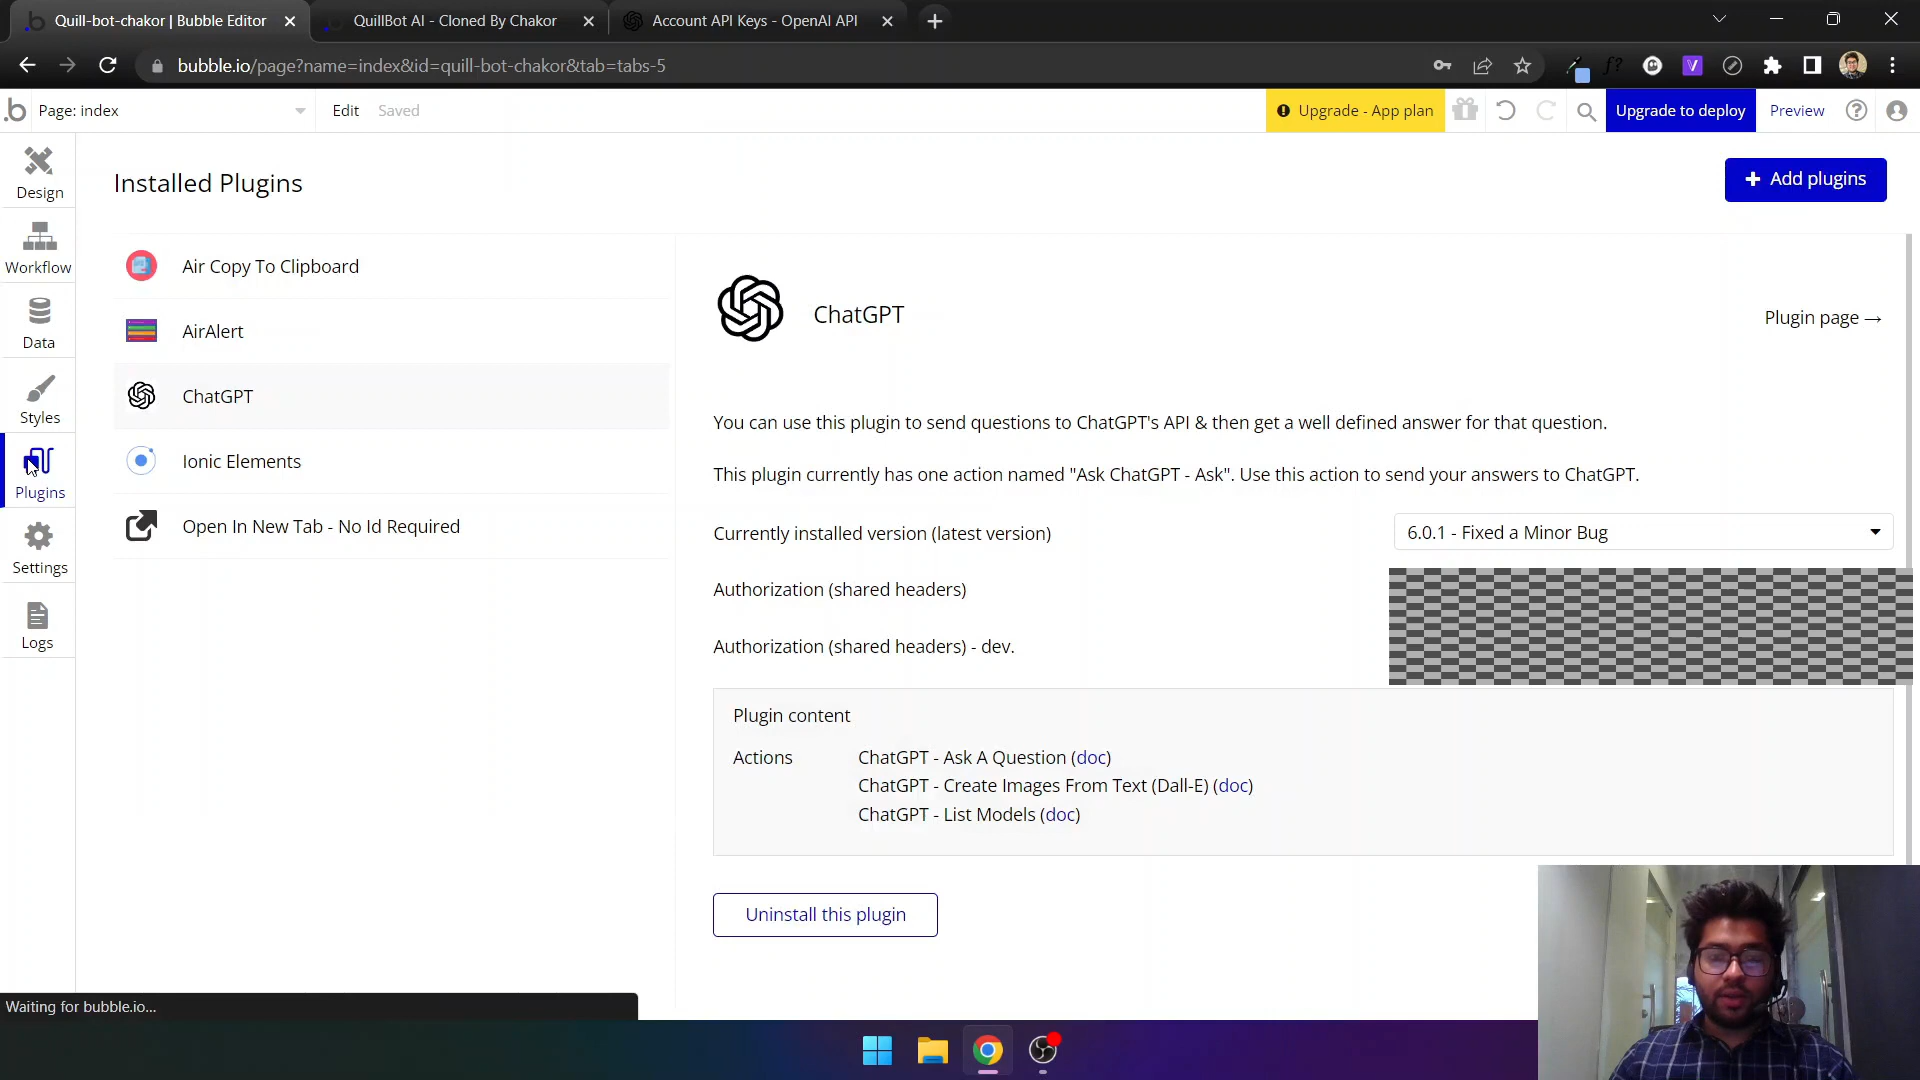 Quill-bot-chakor | Bubble Editor
QuillBot AI - Cloned By Chakor
Account API Keys - OpenAI API
bubble.io/page?name=index&id=quill-bot-chakor&tab=tabs-5
Page: index
Edit
Saved
Upgrade - App plan
Upgrade to deploy
Preview
Design
Workflow
Data
Styles
Plugins
Settings
Logs
Installed Plugins
Add plugins
Air Copy To Clipboard
AirAlert
ChatGPT
Ionic Elements
Open In New Tab - No Id Required
ChatGPT
Plugin page →
You can use this plugin to send questions to ChatGPT's API & then get a well defined answer for that question.
This plugin currently has one action named "Ask ChatGPT - Ask". Use this action to send your answers to ChatGPT.
Currently installed version (latest version)
6.0.1 - Fixed a Minor Bug
Authorization (shared headers)
Authorization (shared headers) - dev.
Plugin content
Actions
ChatGPT - Ask A Question (doc)
ChatGPT - Create Images From Text (Dall-E) (doc)
ChatGPT - List Models (doc)
Uninstall this plugin
Waiting for bubble.io...